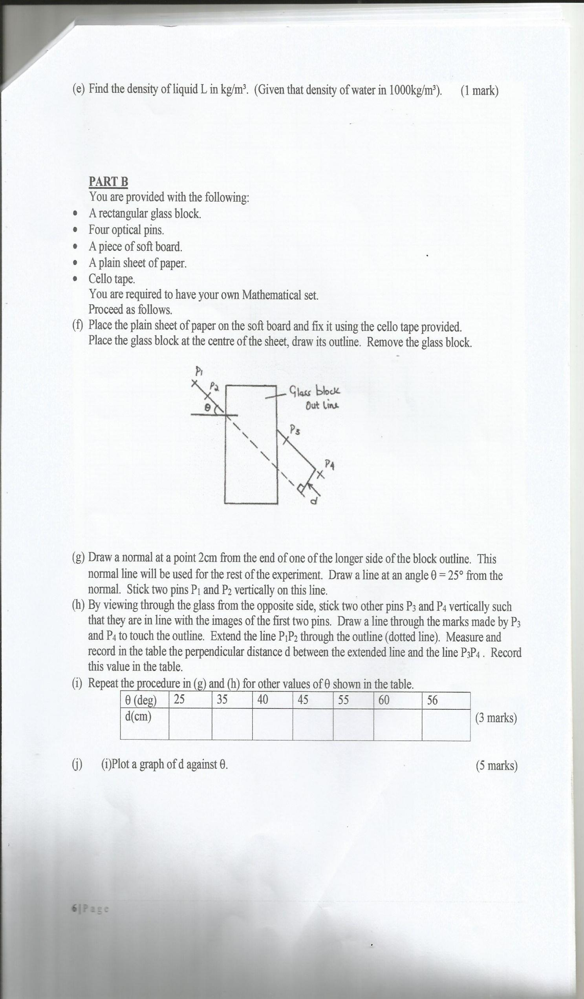 (e) Find the density of liquid L in kg/m³. (Given that density of water in 1000kg/m³). (1 mark)
PART B
You are provided with the following:
• A rectangular glass block.
• Four optical pins.
• A piece of soft board.
• A plain sheet of paper.
• Cello tape.
You are required to have your own Mathematical set.
Proceed as follows.
(f) Place the plain sheet of paper on the soft board and fix it using the cello tape provided.
Place the glass block at the centre of the sheet, draw its outline. Remove the glass block.
P₁
P₂
Glass block
Out line
θ
P₃
P₄
d
(g) Draw a normal at a point 2cm from the end of one of the longer side of the block outline. This
normal line will be used for the rest of the experiment. Draw a line at an angle θ = 25° from the
normal. Stick two pins P₁ and P₂ vertically on this line.
(h) By viewing through the glass from the opposite side, stick two other pins P₃ and P₄ vertically such
that they are in line with the images of the first two pins. Draw a line through the marks made by P₃
and P₄ to touch the outline. Extend the line P₁P₂ through the outline (dotted line). Measure and
record in the table the perpendicular distance d between the extended line and the line P₃P₄ . Record
this value in the table.
(i) Repeat the procedure in (g) and (h) for other values of θ shown in the table.
θ (deg) 25 35 40 45 55 60 56
d(cm) (3 marks)
(j) (i)Plot a graph of d against θ. (5 marks)
6|Page